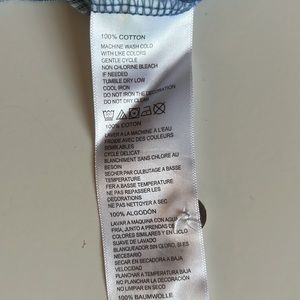 100% COTTON
MACHINE WASH COLD
WITH LIKE COLORS
GENTLE CYCLE
NON CHLORINE BLEACH
IF NEEDED
TUMBLE DRY LOW
COOL IRON
DO NOT IRON THE DECORATION
DO NOT DRY CLEAN
100% COTON
LAVAR A LA MACHINE A L'EAU
FROIDE AVEC DES COULEURS
SIMILABLES
CYCLE DELICAT
BLANCHIMENT SANS CHLORE AU
BESOIN
SECHER PAR CULBUTAGE A BASSE
TEMPERATURE
FER A BASSE TEMPERATURE
NE PAS REPASSER LES
DECORATIONS
NE PAS NETTOYER A SEC
100% ALGODÓN
LAVAR A MAQUINA CON AGUA
FRIA, JUNTO A PRENDAS DE
COLORES SIMILARES Y EN CICLO
SUAVE DE LAVADO
BLANQUEADOR SIN CLORO, SI ES
NECESARIO
SECAR EN SECADORA A BAJA
VELOCIDAD
PLANCHAR A TEMPERATURA BAJA
NO PLANCHAR EN LA DECORACION
NO LIMPIAR EN SECO
100% BAUMWOLLE